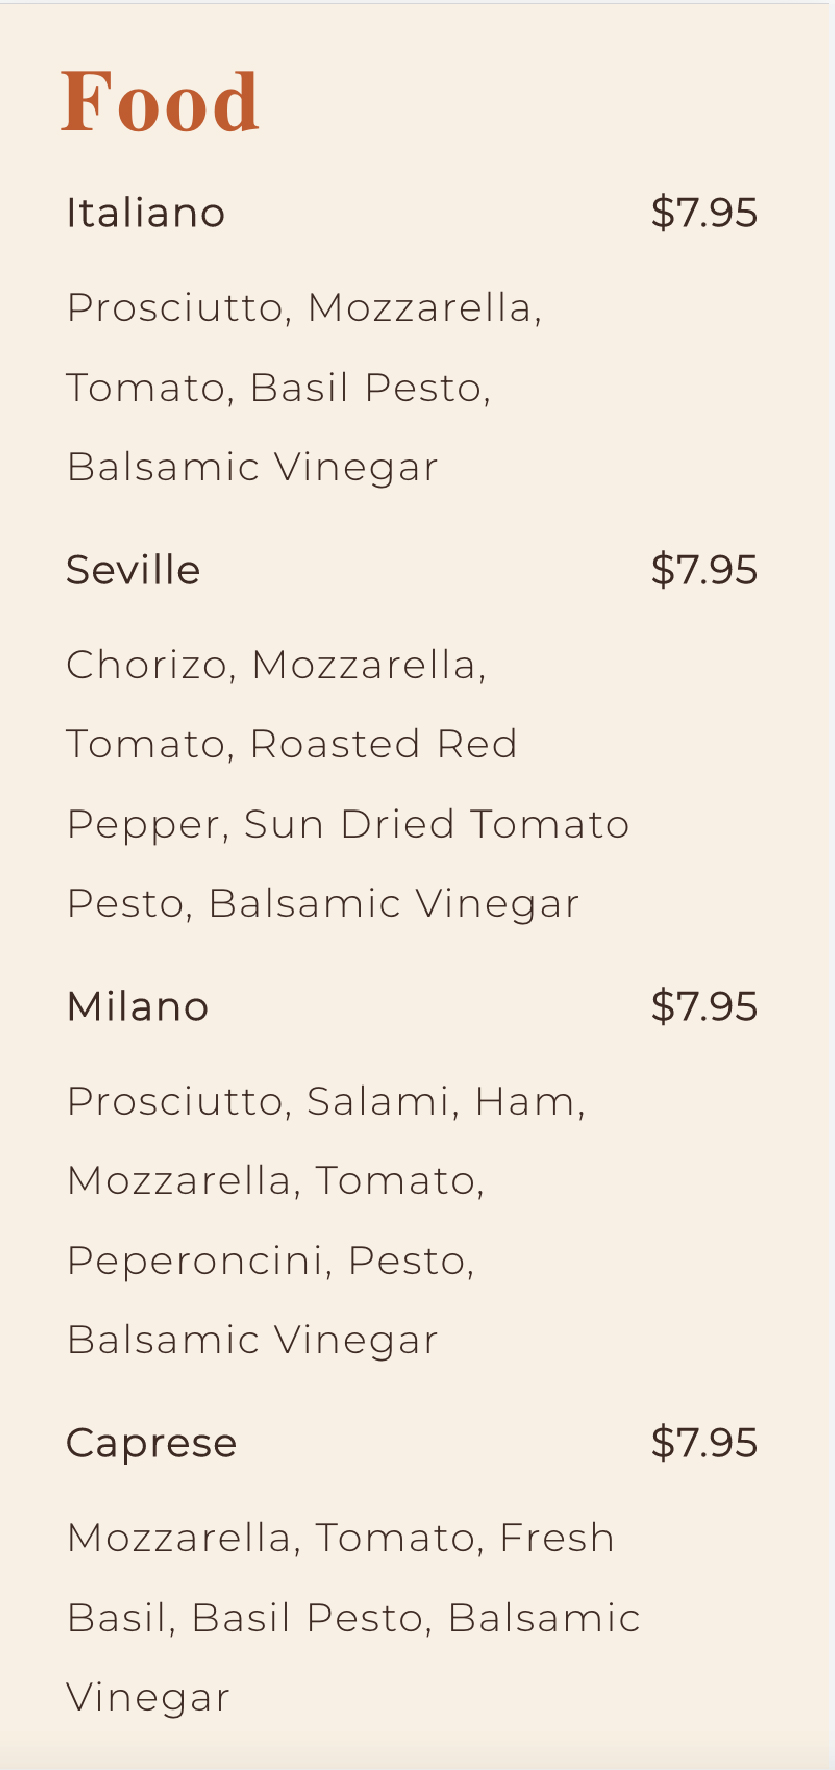 Food
Italiano $7.95
Prosciutto, Mozzarella,
Tomato, Basil Pesto,
Balsamic Vinegar
Seville $7.95
Chorizo, Mozzarella,
Tomato, Roasted Red
Pepper, Sun Dried Tomato
Pesto, Balsamic Vinegar
Milano $7.95
Prosciutto, Salami, Ham,
Mozzarella, Tomato,
Peperoncini, Pesto,
Balsamic Vinegar
Caprese $7.95
Mozzarella, Tomato, Fresh
Basil, Basil Pesto, Balsamic
Vinegar